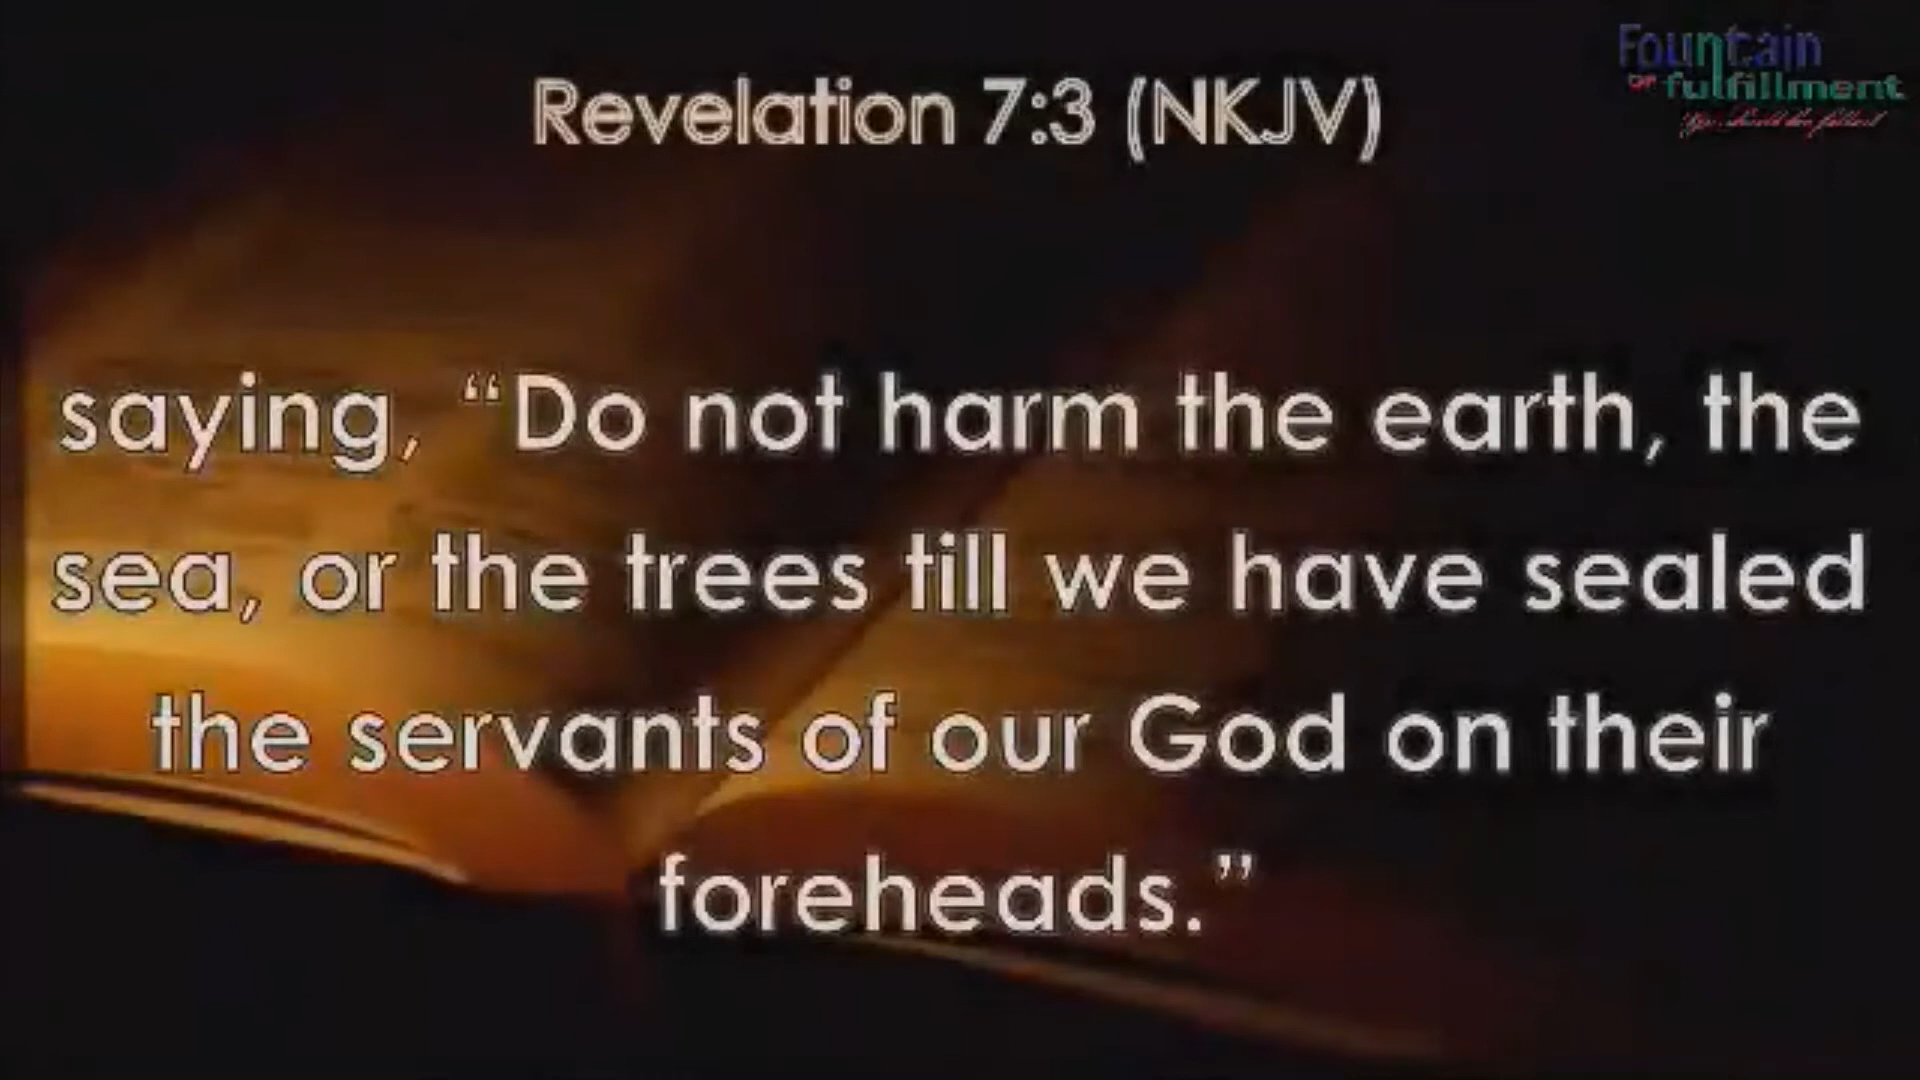 Fountain
OF fulfillment
Revelation 7:3 (NKJV)
saying, “Do not harm the earth, the
sea, or the trees till we have sealed
the servants of our God on their
foreheads.”